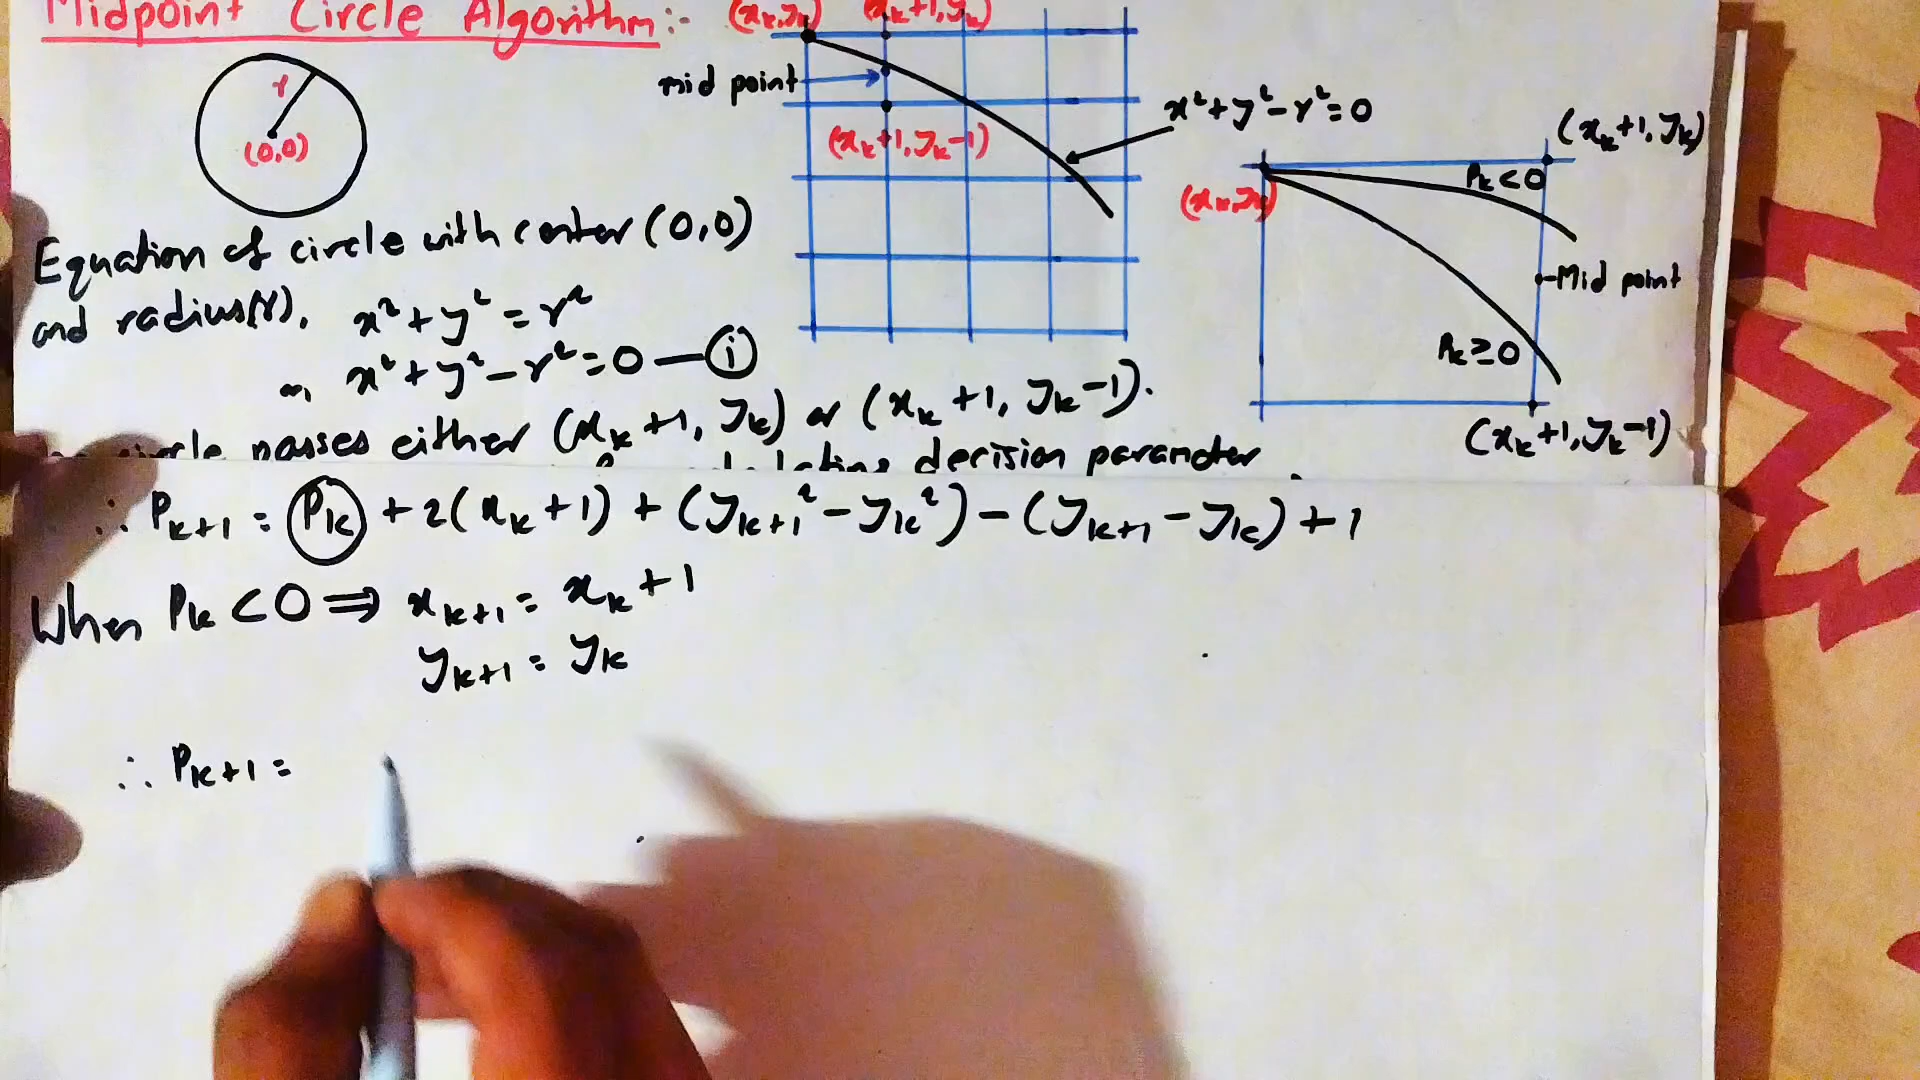 Midpoint Circle Algorithm:-
(xₖ,yₖ) (xₖ+1,yₖ)
mid point
(xₖ+1,yₖ-1)
x²+y²-r²=0
r
(0,0)
(xₖ+1,yₖ)
(xₖ,yₖ)
Pₖ<0
Mid point
Pₖ≥0
(xₖ+1,yₖ-1)
Equation of circle with center (0,0)
and radius(r), x²+y²=r²
x²+y²-r²=0 — (i)
circle passes either (xₖ+1, yₖ) or (xₖ+1, yₖ-1).
decision parameter
∴ Pₖ₊₁ = Pₖ + 2(xₖ+1) + (yₖ₊₁² - yₖ²) - (yₖ₊₁ - yₖ) + 1
When Pₖ < 0 ⇒ xₖ₊₁ = xₖ + 1
yₖ₊₁ = yₖ
∴ Pₖ₊₁ =